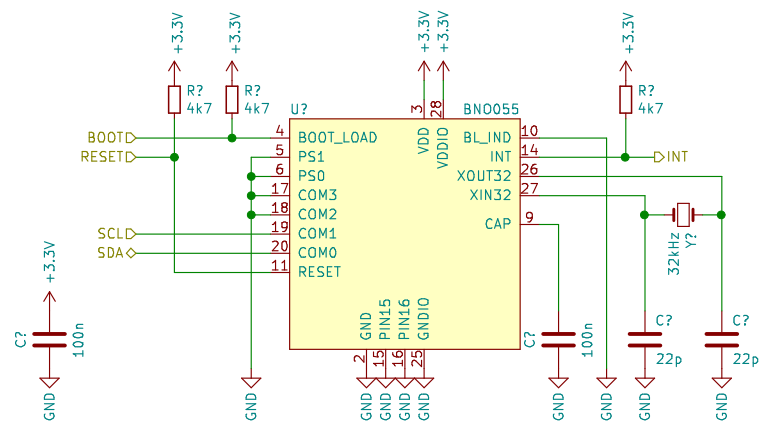 +3.3V
+3.3V
+3.3V
+3.3V
+3.3V
R?
4k7
R?
4k7
R?
4k7
U?
BNO055
3
28
VDD
VDDIO
BOOT
4
BOOT_LOAD
BL_IND
10
RESET
5
PS1
INT
14
INT
6
PS0
XOUT32
26
17
COM3
XIN32
27
18
COM2
CAP
9
SCL
19
COM1
SDA
20
COM0
11
RESET
32kHz
Y?
+3.3V
C?
100n
GND
GND
GND
PIN15
PIN16
GNDIO
2
15
16
25
GND
GND
GND
GND
C?
100n
GND
GND
C?
22p
GND
C?
22p
GND